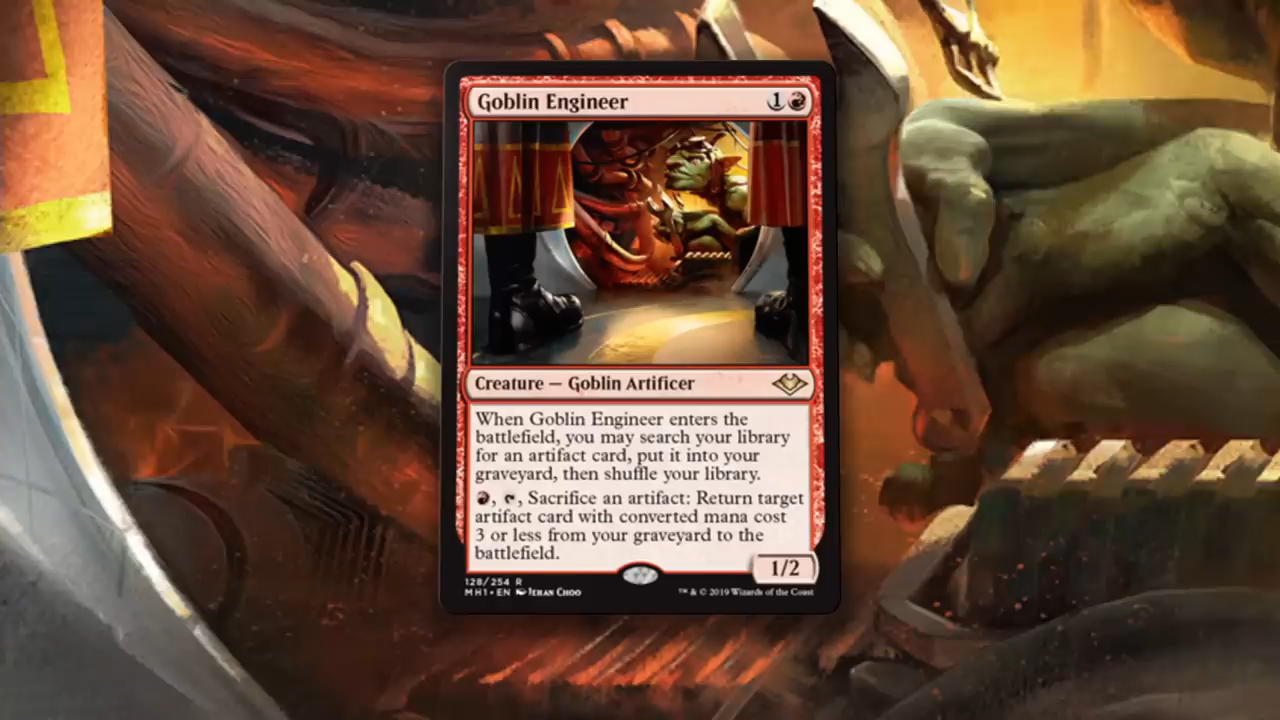 Goblin Engineer 1
Creature — Goblin Artificer
When Goblin Engineer enters the
battlefield, you may search your library
for an artifact card, put it into your
graveyard, then shuffle your library.
, , Sacrifice an artifact: Return target
artifact card with converted mana cost
3 or less from your graveyard to the
battlefield.
1/2
128/254 R
MH1 • EN Jehan Choo
™ & © 2019 Wizards of the Coast